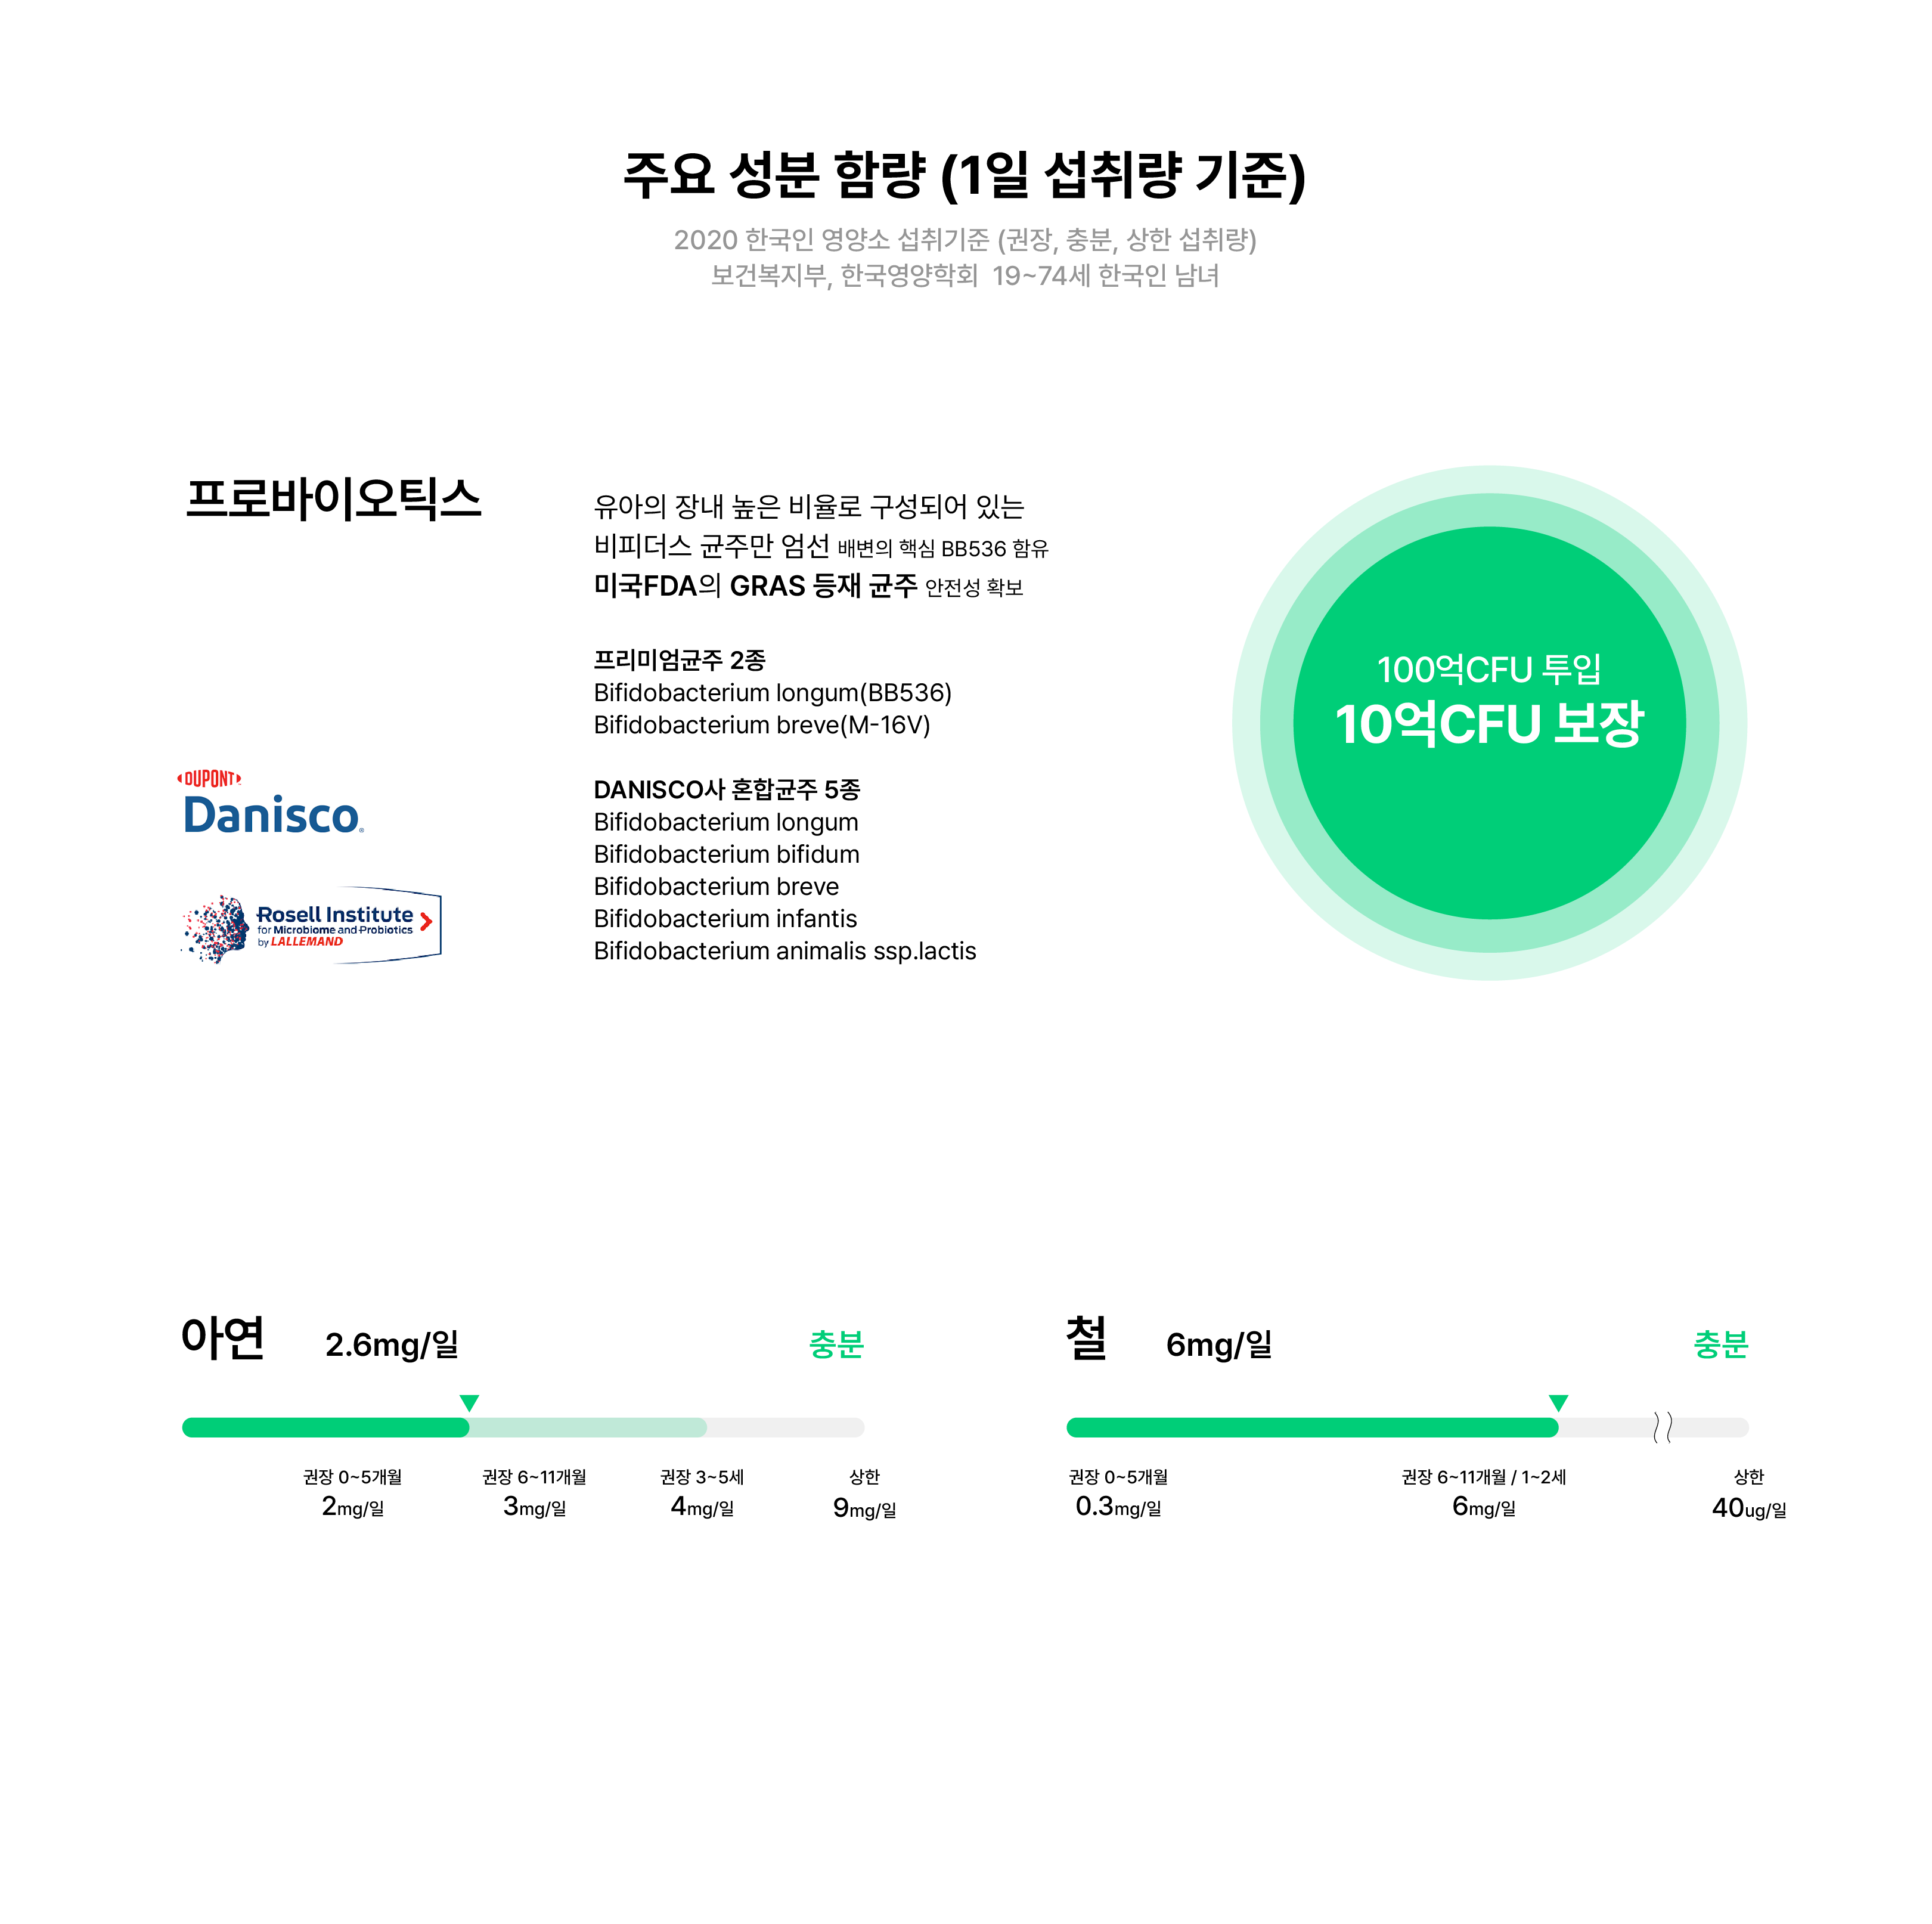 주요 성분 함량 (1일 섭취량 기준)
2020 한국인 영양소 섭취기준 (권장, 충분, 상한 섭취량)
보건복지부, 한국영양학회 19~74세 한국인 남녀
프로바이오틱스
유아의 장내 높은 비율로 구성되어 있는
비피더스 균주만 엄선 배변의 핵심 BB536 함유
미국FDA의 GRAS 등재 균주 안전성 확보
프리미엄균주 2종
Bifidobacterium longum(BB536)
Bifidobacterium breve(M-16V)
DANISCO사 혼합균주 5종
Bifidobacterium longum
Bifidobacterium bifidum
Bifidobacterium breve
Bifidobacterium infantis
Bifidobacterium animalis ssp.lactis
DUPONT
Danisco
Rosell Institute
for Microbiome and Probiotics
by LALLEMAND
100억CFU 투입
10억CFU 보장
아연 2.6mg/일 충분
권장 0~5개월 권장 6~11개월 권장 3~5세 상한
2mg/일 3mg/일 4mg/일 9mg/일
철 6mg/일 충분
권장 0~5개월 권장 6~11개월 / 1~2세 상한
0.3mg/일 6mg/일 40ug/일